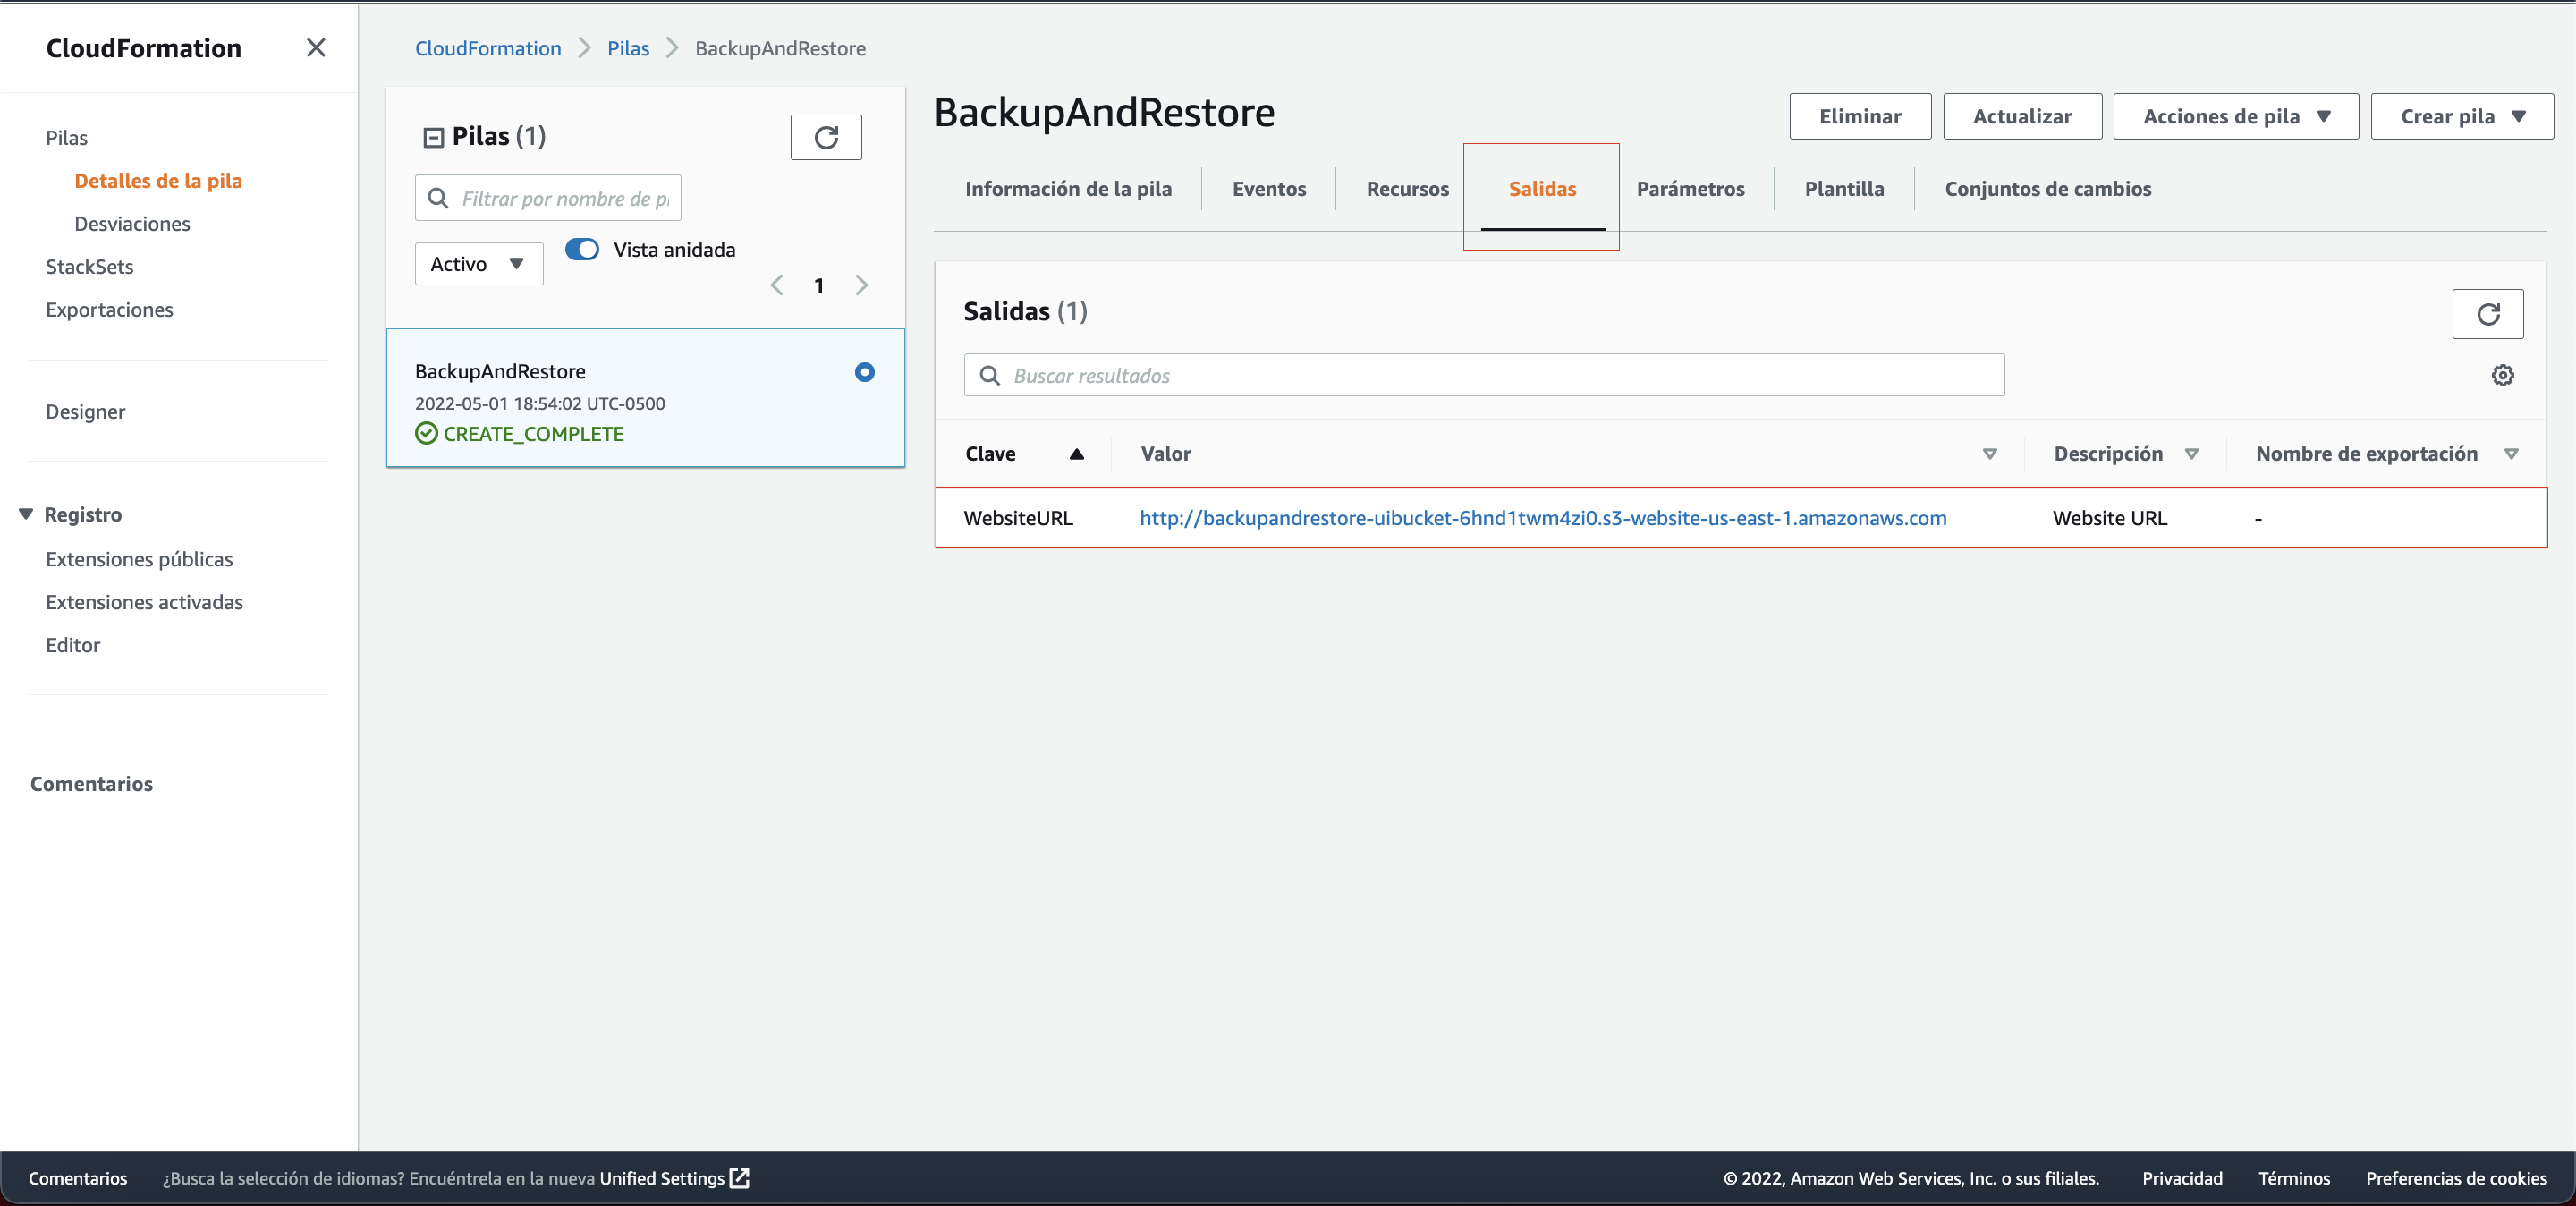 CloudFormation
Pilas
Detalles de la pila
Desviaciones
StackSets
Exportaciones
Designer
Registro
Extensiones públicas
Extensiones activadas
Editor
Comentarios
CloudFormation Pilas BackupAndRestore
Pilas (1)
Filtrar por nombre de pi
Activo Vista anidada
1
BackupAndRestore
2022-05-01 18:54:02 UTC-0500
CREATE_COMPLETE
BackupAndRestore
Eliminar Actualizar Acciones de pila Crear pila
Información de la pila Eventos Recursos Salidas Parámetros Plantilla Conjuntos de cambios
Salidas (1)
Buscar resultados
Clave Valor Descripción Nombre de exportación
WebsiteURL http://backupandrestore-uibucket-6hnd1twm4zi0.s3-website-us-east-1.amazonaws.com Website URL -
Comentarios ¿Busca la selección de idiomas? Encuéntrela en la nueva Unified Settings © 2022, Amazon Web Services, Inc. o sus filiales. Privacidad Términos Preferencias de cookies